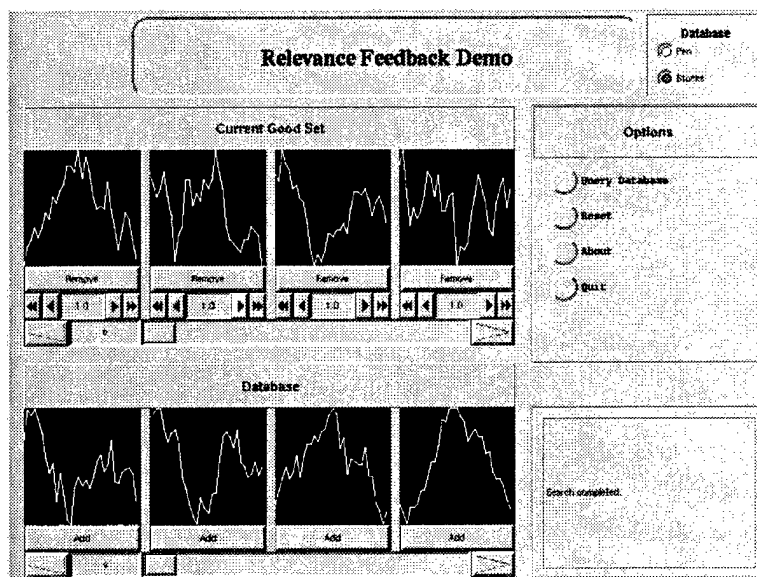 Relevance Feedback Demo
Database
Pen
Stocks
Current Good Set
Options
Remove Remove Remove Remove
1.0 1.0 1.0 1.0
Query Database
Reset
About
Quit
Database
Add Add Add Add
Search completed.